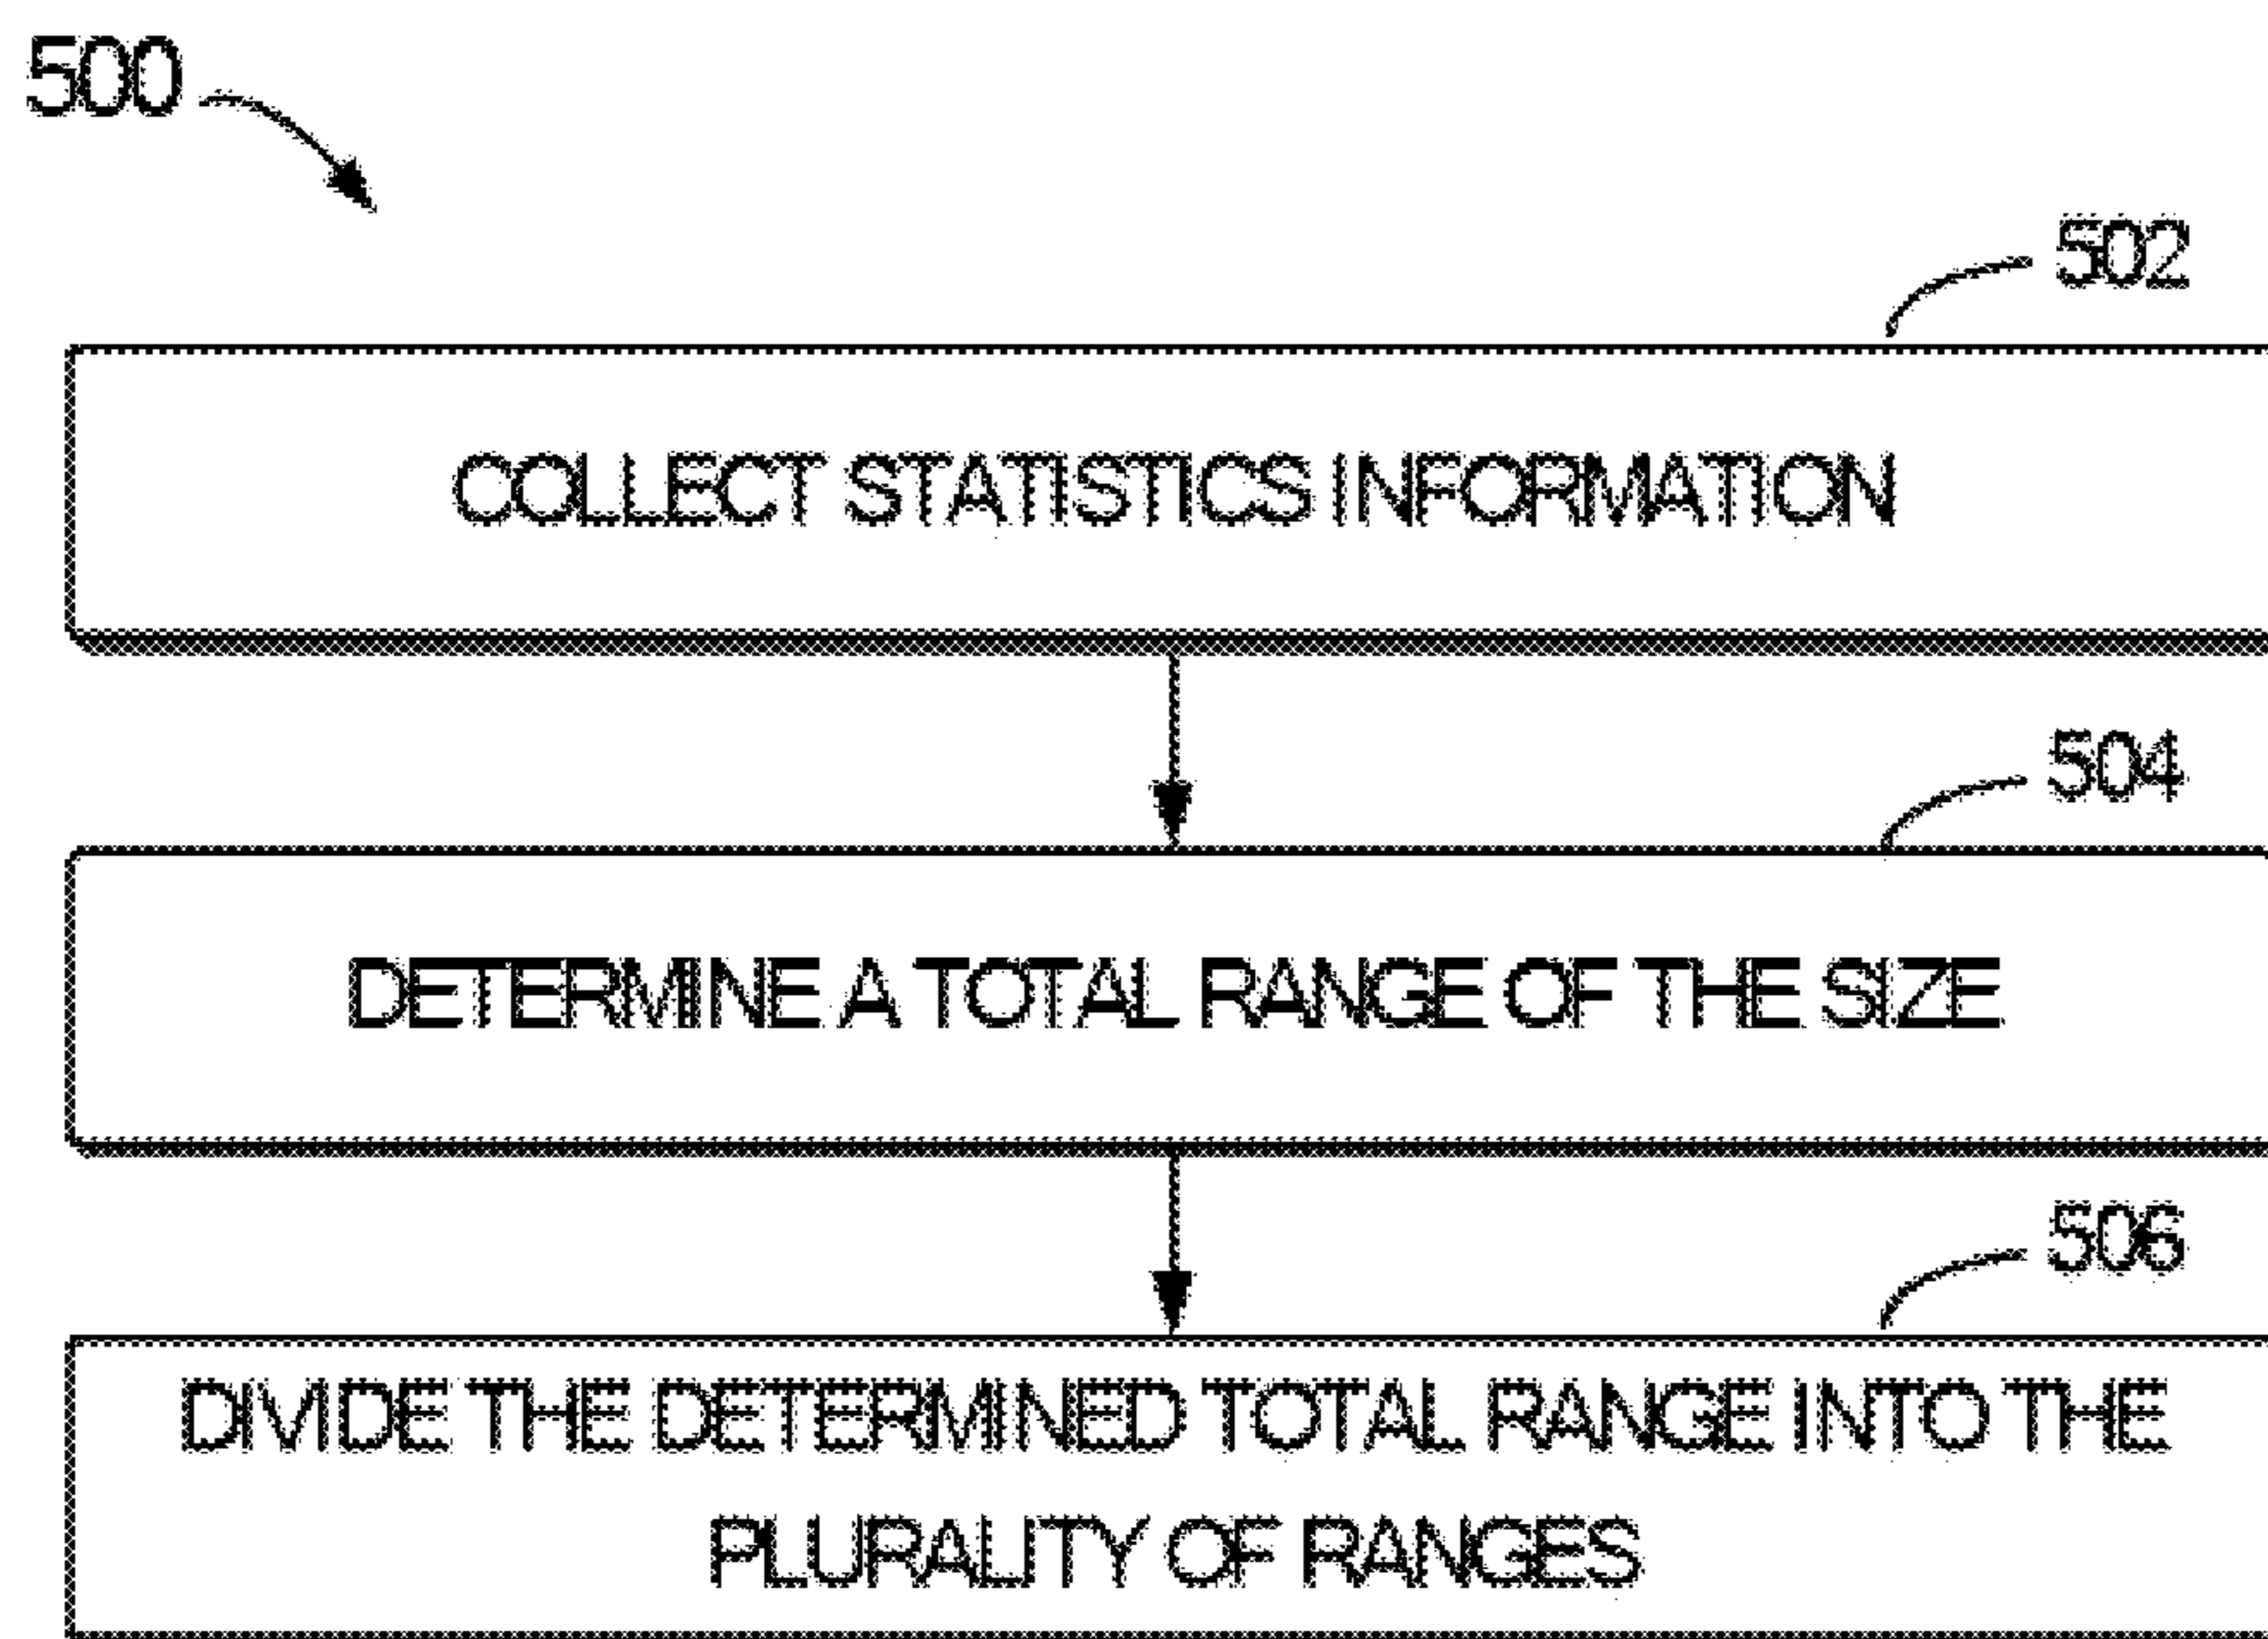 500
502
COLLECT STATISTICS INFORMATION
504
DETERMINE A TOTAL RANGE OF THE SIZE
506
DIVIDE THE DETERMINED TOTAL RANGE INTO THE
PLURALITY OF RANGES